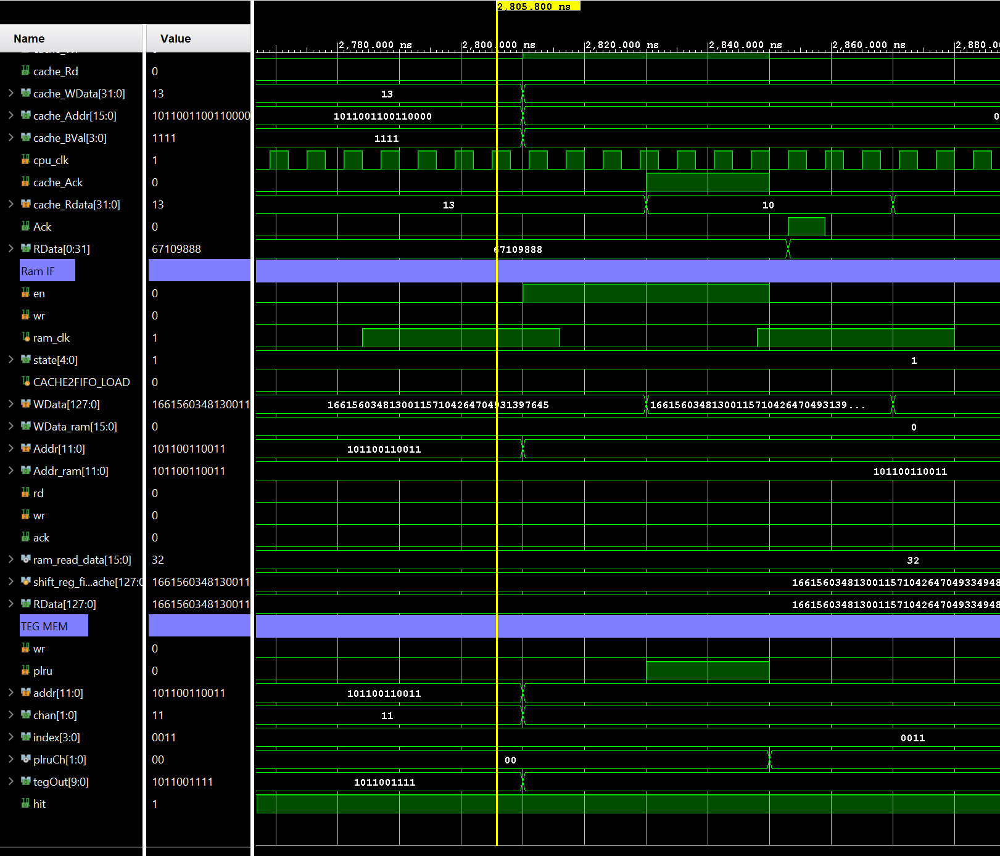 2,805.800 ns
Name Value
2,780.000 ns 2,800.000 ns 2,820.000 ns 2,840.000 ns 2,860.000 ns 2,880.0
cache_Rd 0
cache_WData[31:0] 13 13
cache_Addr[15:0] 1011001100110000 1011001100110000 0
cache_BVal[3:0] 1111 1111
cpu_clk 1
cache_Ack 0
cache_Rdata[31:0] 13 13 10
Ack 0
RData[0:31] 67109888 67109888
Ram IF
en 0
wr 0
ram_clk 1
state[4:0] 1 1
CACHE2FIFO_LOAD 0
WData[127:0] 1661560348130011 166156034813001157104264704931397645 16615603481300115710426470493139...
WData_ram[15:0] 0 0
Addr[11:0] 101100110011 101100110011
Addr_ram[11:0] 101100110011 101100110011
rd 0
wr 0
ack 0
ram_read_data[15:0] 32 32
shift_reg_fi...ache[127:0 1661560348130011 1661560348130011571042647049334948
RData[127:0] 1661560348130011 1661560348130011571042647049334948
TEG MEM
wr 0
plru 0
addr[11:0] 101100110011 101100110011
chan[1:0] 11 11
index[3:0] 0011 0011
plruCh[1:0] 00 00
tegOut[9:0] 1011001111 1011001111
hit 1